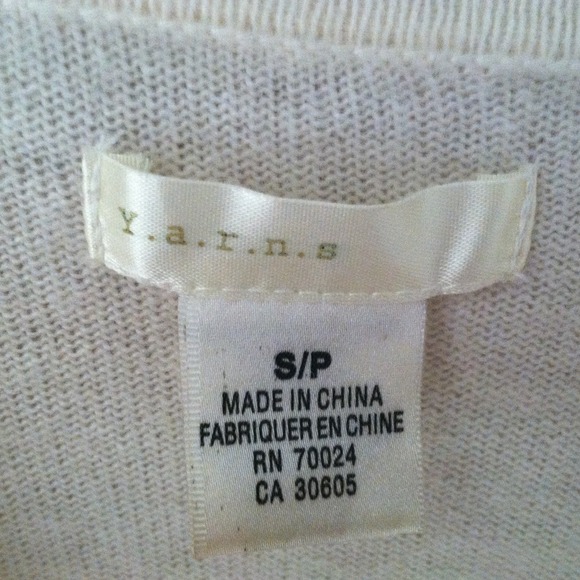 Y.a.r.n.s
S/P
MADE IN CHINA
FABRIQUER EN CHINE
RN 70024
CA 30605